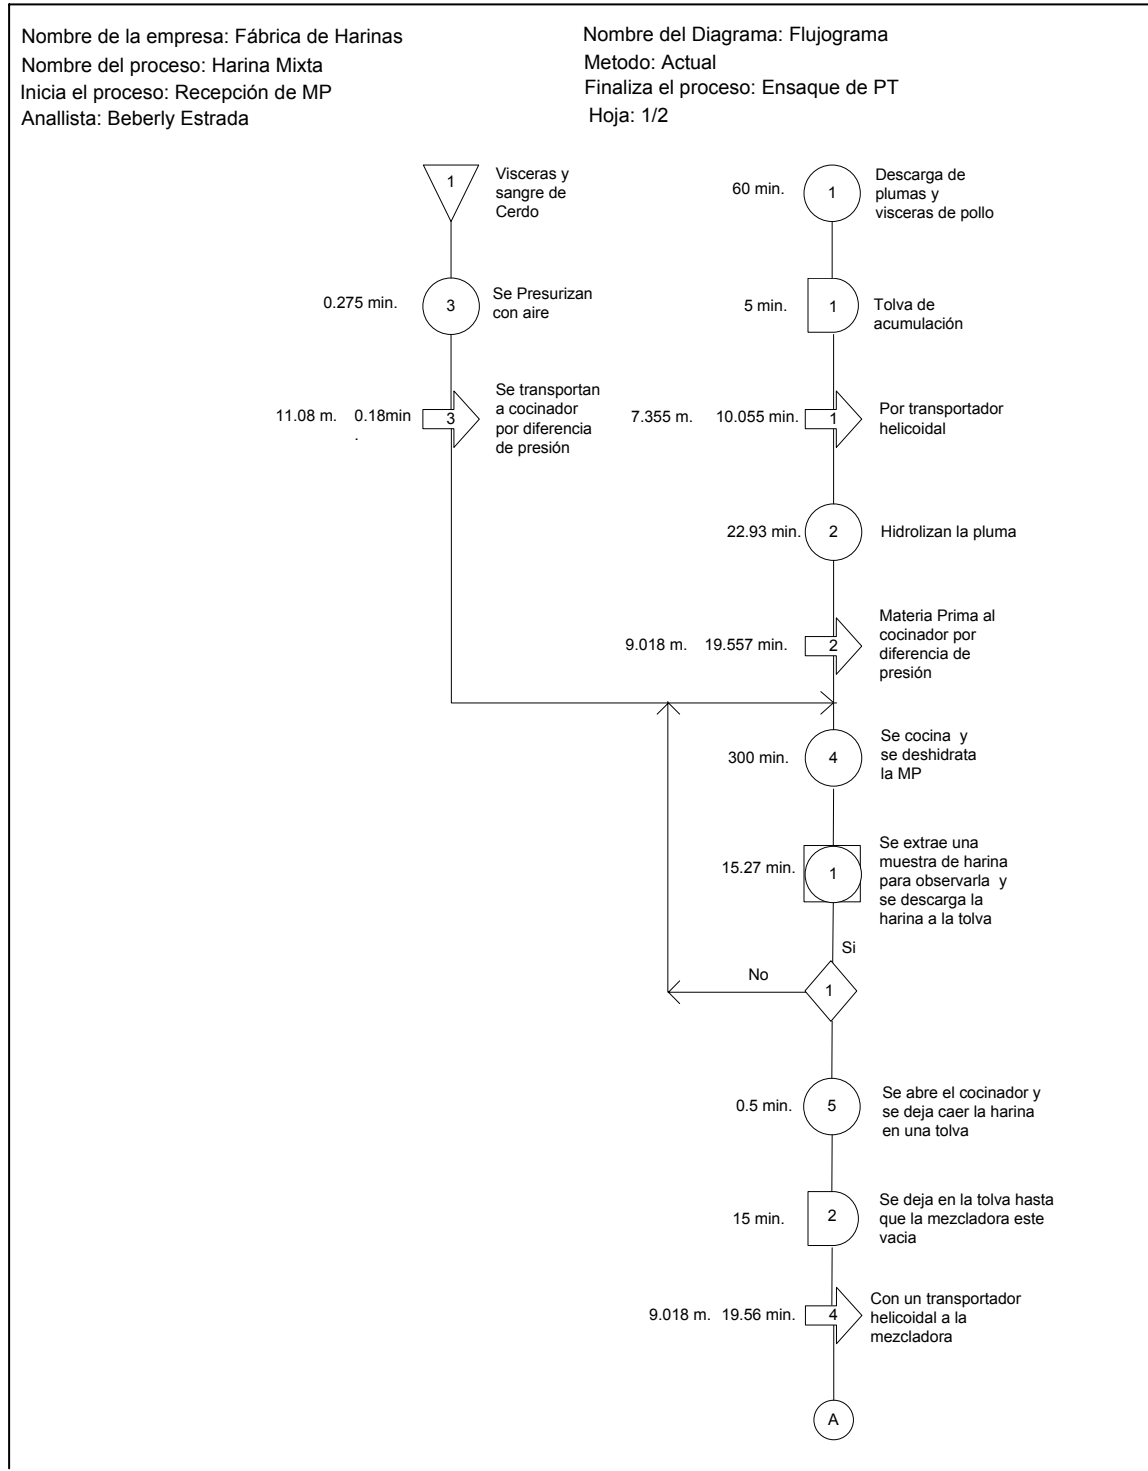 Nombre de la empresa: Fábrica de Harinas
Nombre del proceso: Harina Mixta
Inicia el proceso: Recepción de MP
Anallista: Beberly Estrada
Nombre del Diagrama: Flujograma
Metodo: Actual
Finaliza el proceso: Ensaque de PT
Hoja: 1/2
1
Visceras y
sangre de
Cerdo
60 min.
1
Descarga de
plumas y
visceras de pollo
0.275 min.
3
Se Presurizan
con aire
5 min.
1
Tolva de
acumulación
11.08 m.
0.18min
.
3
Se transportan
a cocinador
por diferencia
de presión
7.355 m.
10.055 min.
1
Por transportador
helicoidal
22.93 min.
2
Hidrolizan la pluma
9.018 m.
19.557 min.
2
Materia Prima al
cocinador por
diferencia de
presión
300 min.
4
Se cocina y
se deshidrata
la MP
15.27 min.
1
Se extrae una
muestra de harina
para observarla y
se descarga la
harina a la tolva
Si
No
1
0.5 min.
5
Se abre el cocinador y
se deja caer la harina
en una tolva
15 min.
2
Se deja en la tolva hasta
que la mezcladora este
vacia
9.018 m.
19.56 min.
4
Con un transportador
helicoidal a la
mezcladora
A